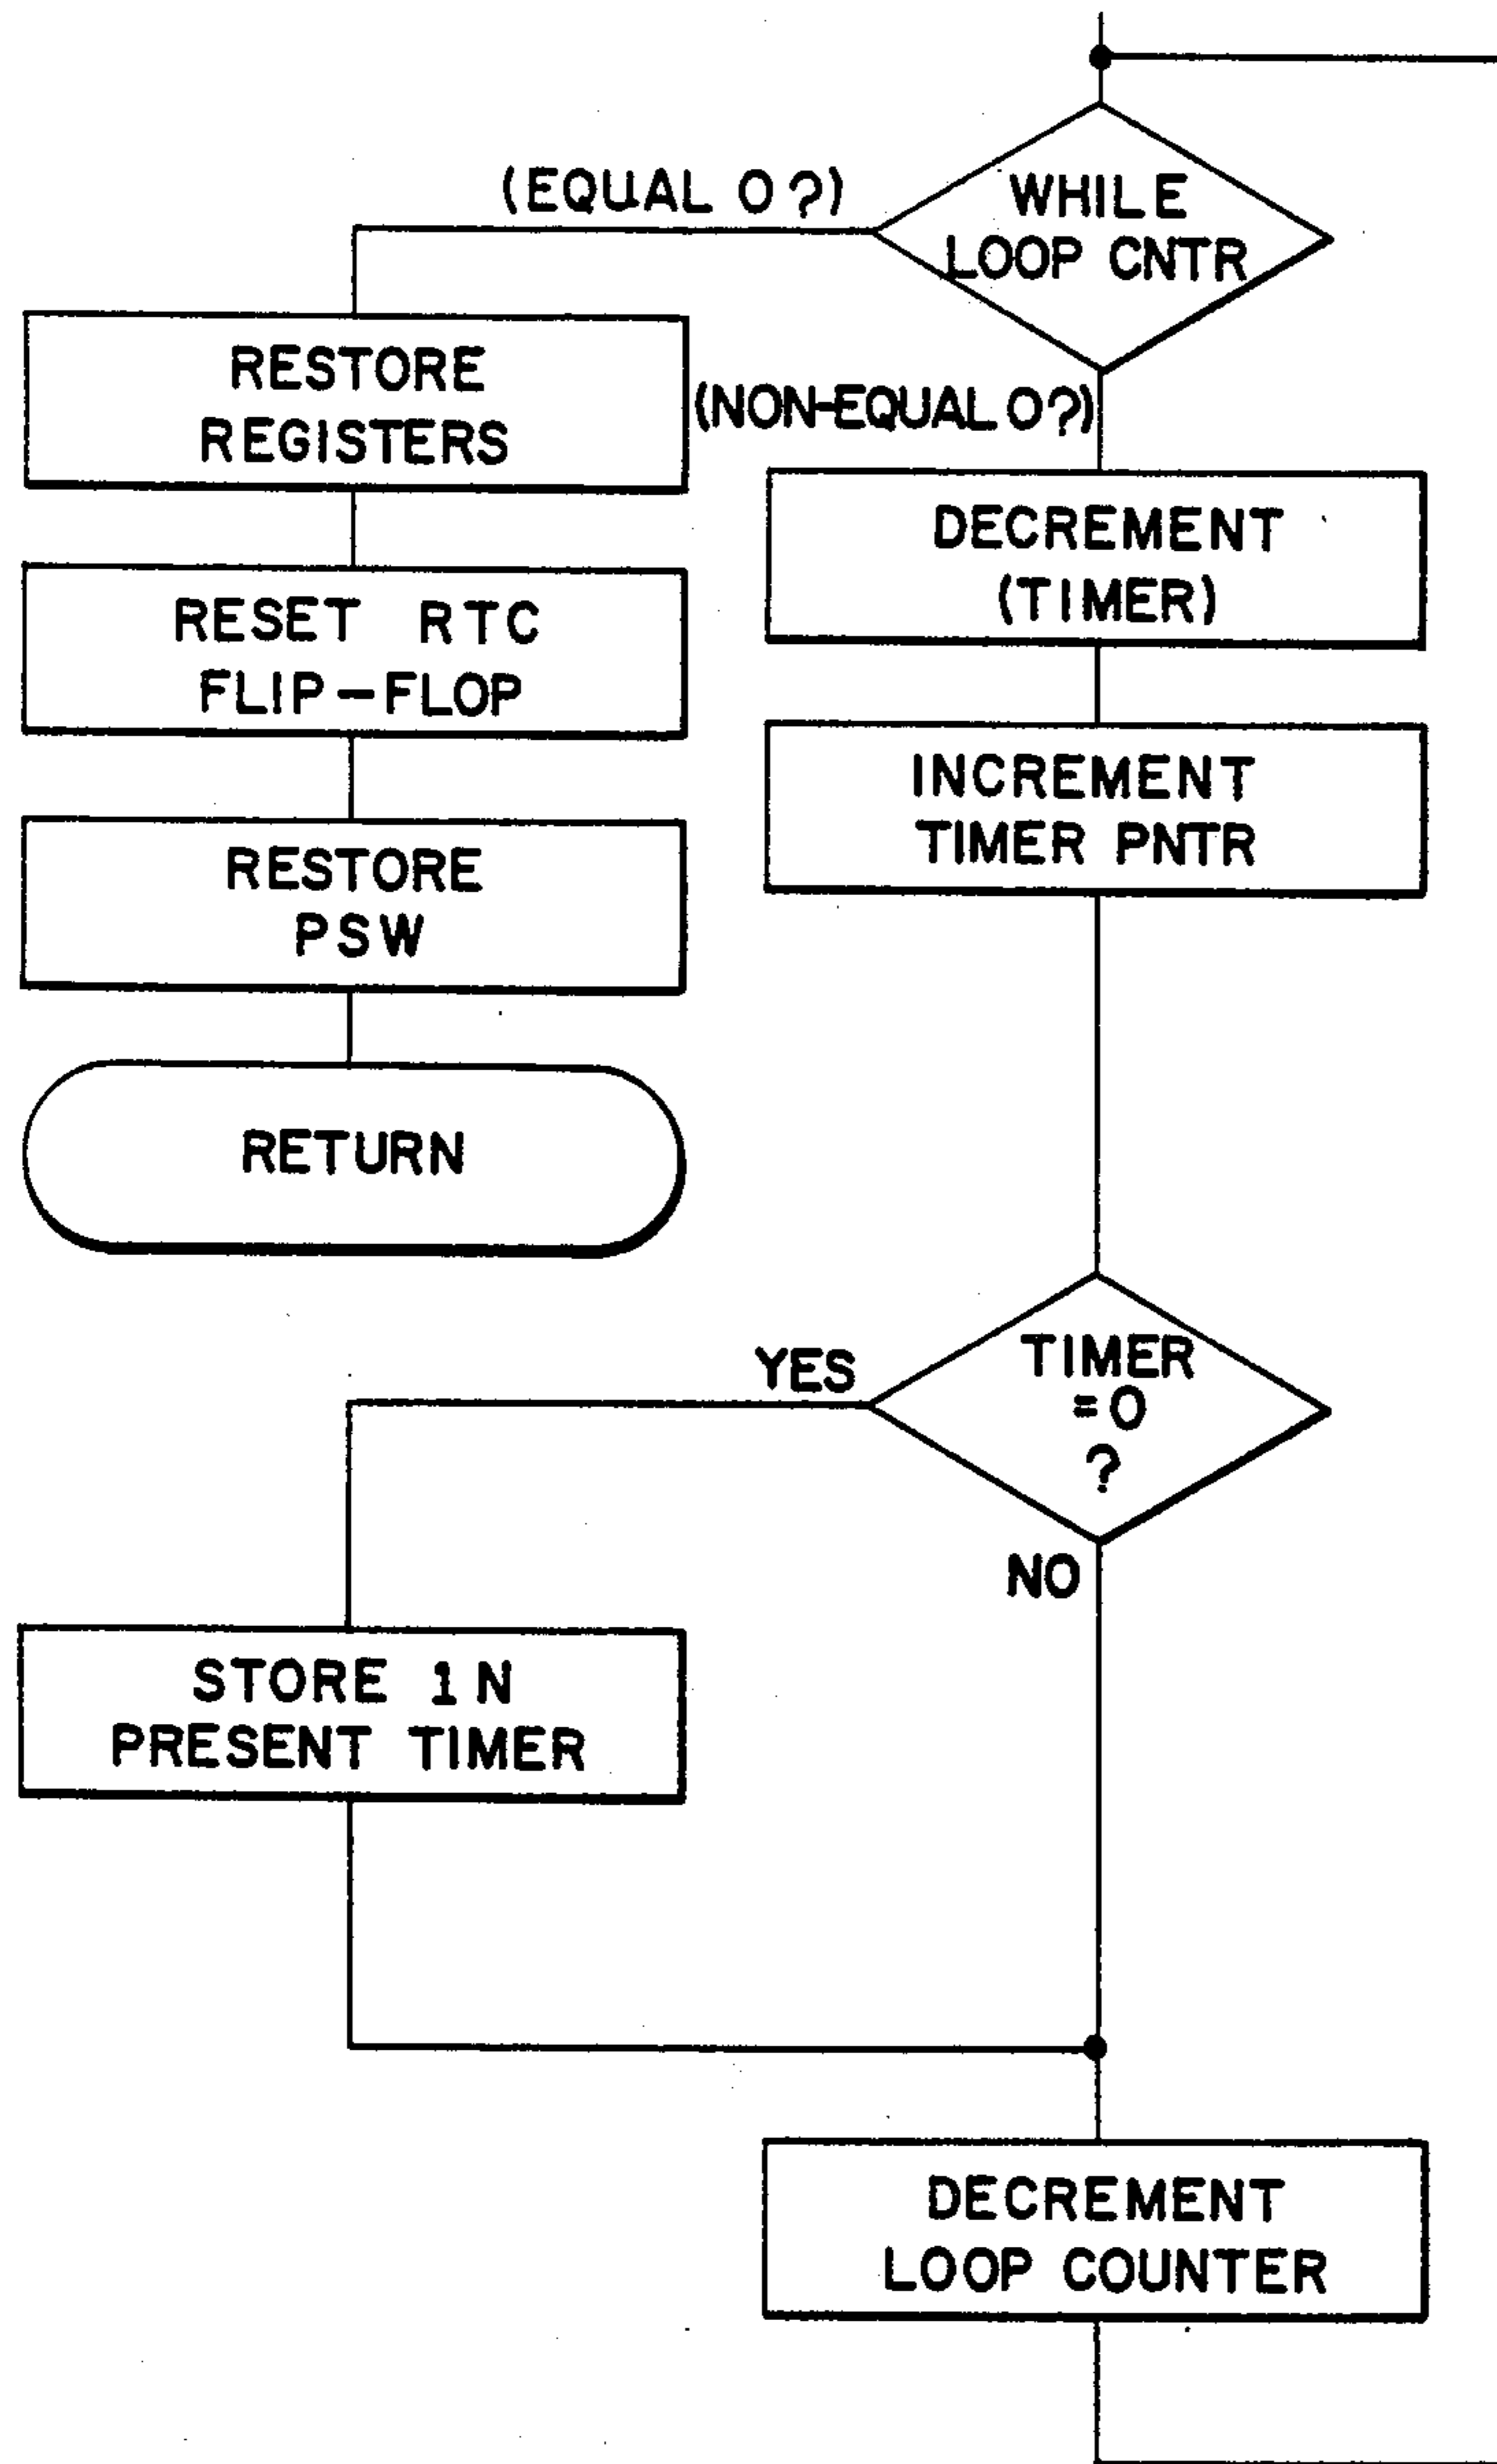 WHILE
LOOP CNTR
(EQUAL 0 ?)
(NON-EQUAL 0?)
RESTORE
REGISTERS
RESET RTC
FLIP-FLOP
RESTORE
PSW
RETURN
DECREMENT
(TIMER)
INCREMENT
TIMER PNTR
TIMER
=0
?
YES
NO
STORE 1 N
PRESENT TIMER
DECREMENT
LOOP COUNTER